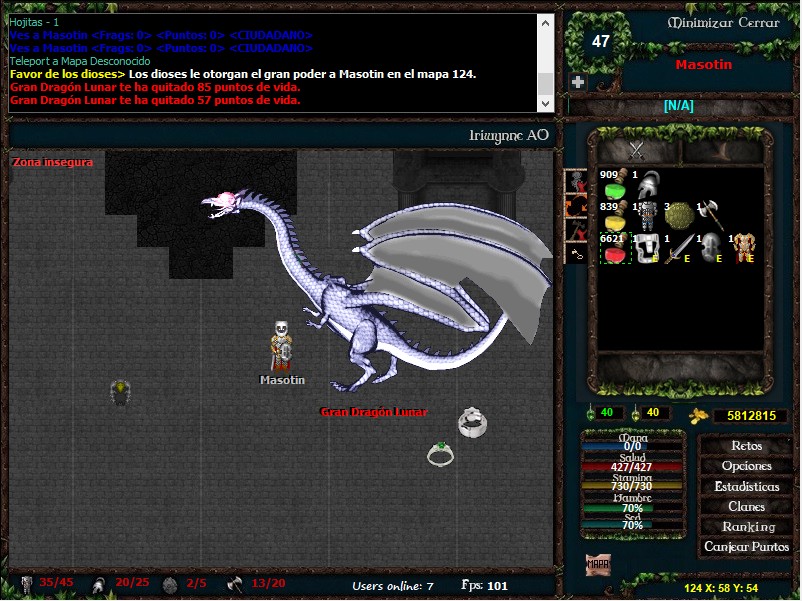 Hojitas - 1
Ves a Masotin <Frags: 0> <Puntos: 0> <CIUDADANO>
Ves a Masotin <Frags: 0> <Puntos: 0> <CIUDADANO>
Teleport a Mapa Desconocido
Favor de los dioses> Los dioses le otorgan el gran poder a Masotin en el mapa 124.
Gran Dragón Lunar te ha quitado 85 puntos de vida.
Gran Dragón Lunar te ha quitado 57 puntos de vida.
Minimizar Cerrar
47
Masotin
[N/A]
Iriwynne AO
Zona insegura
909 1
839 1 3 1
6621 1 1 1 1
E E E E
Masotin
Gran Dragón Lunar
40 40 5812815
Mana
0/0
Salud
427/427
Stamina
730/730
Hambre
70%
Sed
70%
Retos
Opciones
Estadisticas
Clanes
Ranking
Canjear Puntos
MAPA
35/45 20/25 2/5 13/20 Users online: 7 Fps: 101
124 X: 58 Y: 54